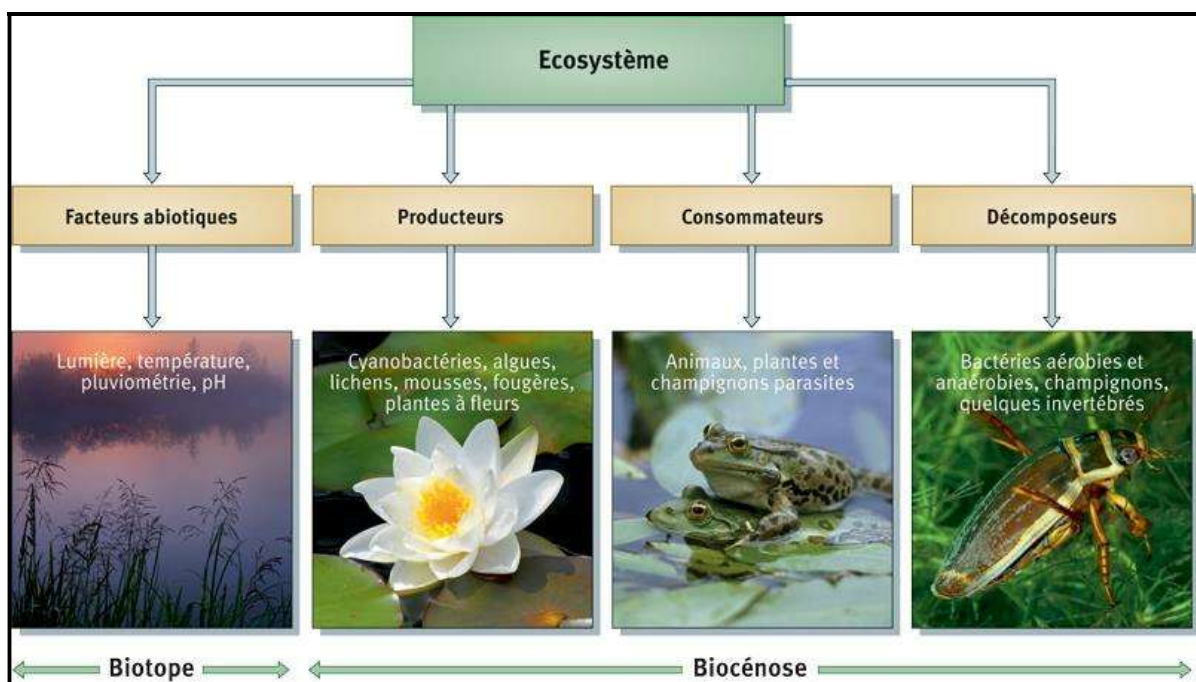 Ecosystème
Facteurs abiotiques
Producteurs
Consommateurs
Décomposeurs
Lumière, température,
pluviométrie, pH
Cyanobactéries, algues,
lichens, mousses, fougères,
plantes à fleurs
Animaux, plantes et
champignons parasites
Bactéries aérobies et
anaérobies, champignons,
quelques invertébrés
Biotope
Biocénose